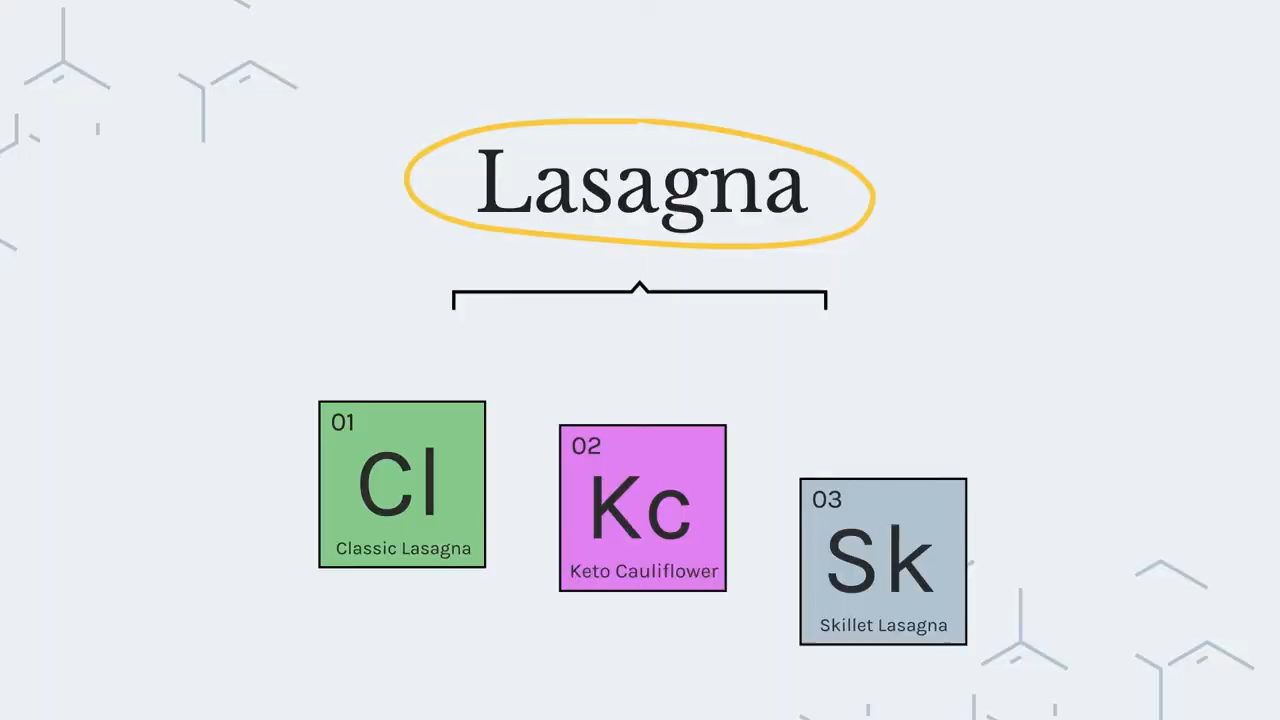 Lasagna
01
Cl
Classic Lasagna
02
Kc
Keto Cauliflower
03
Sk
Skillet Lasagna